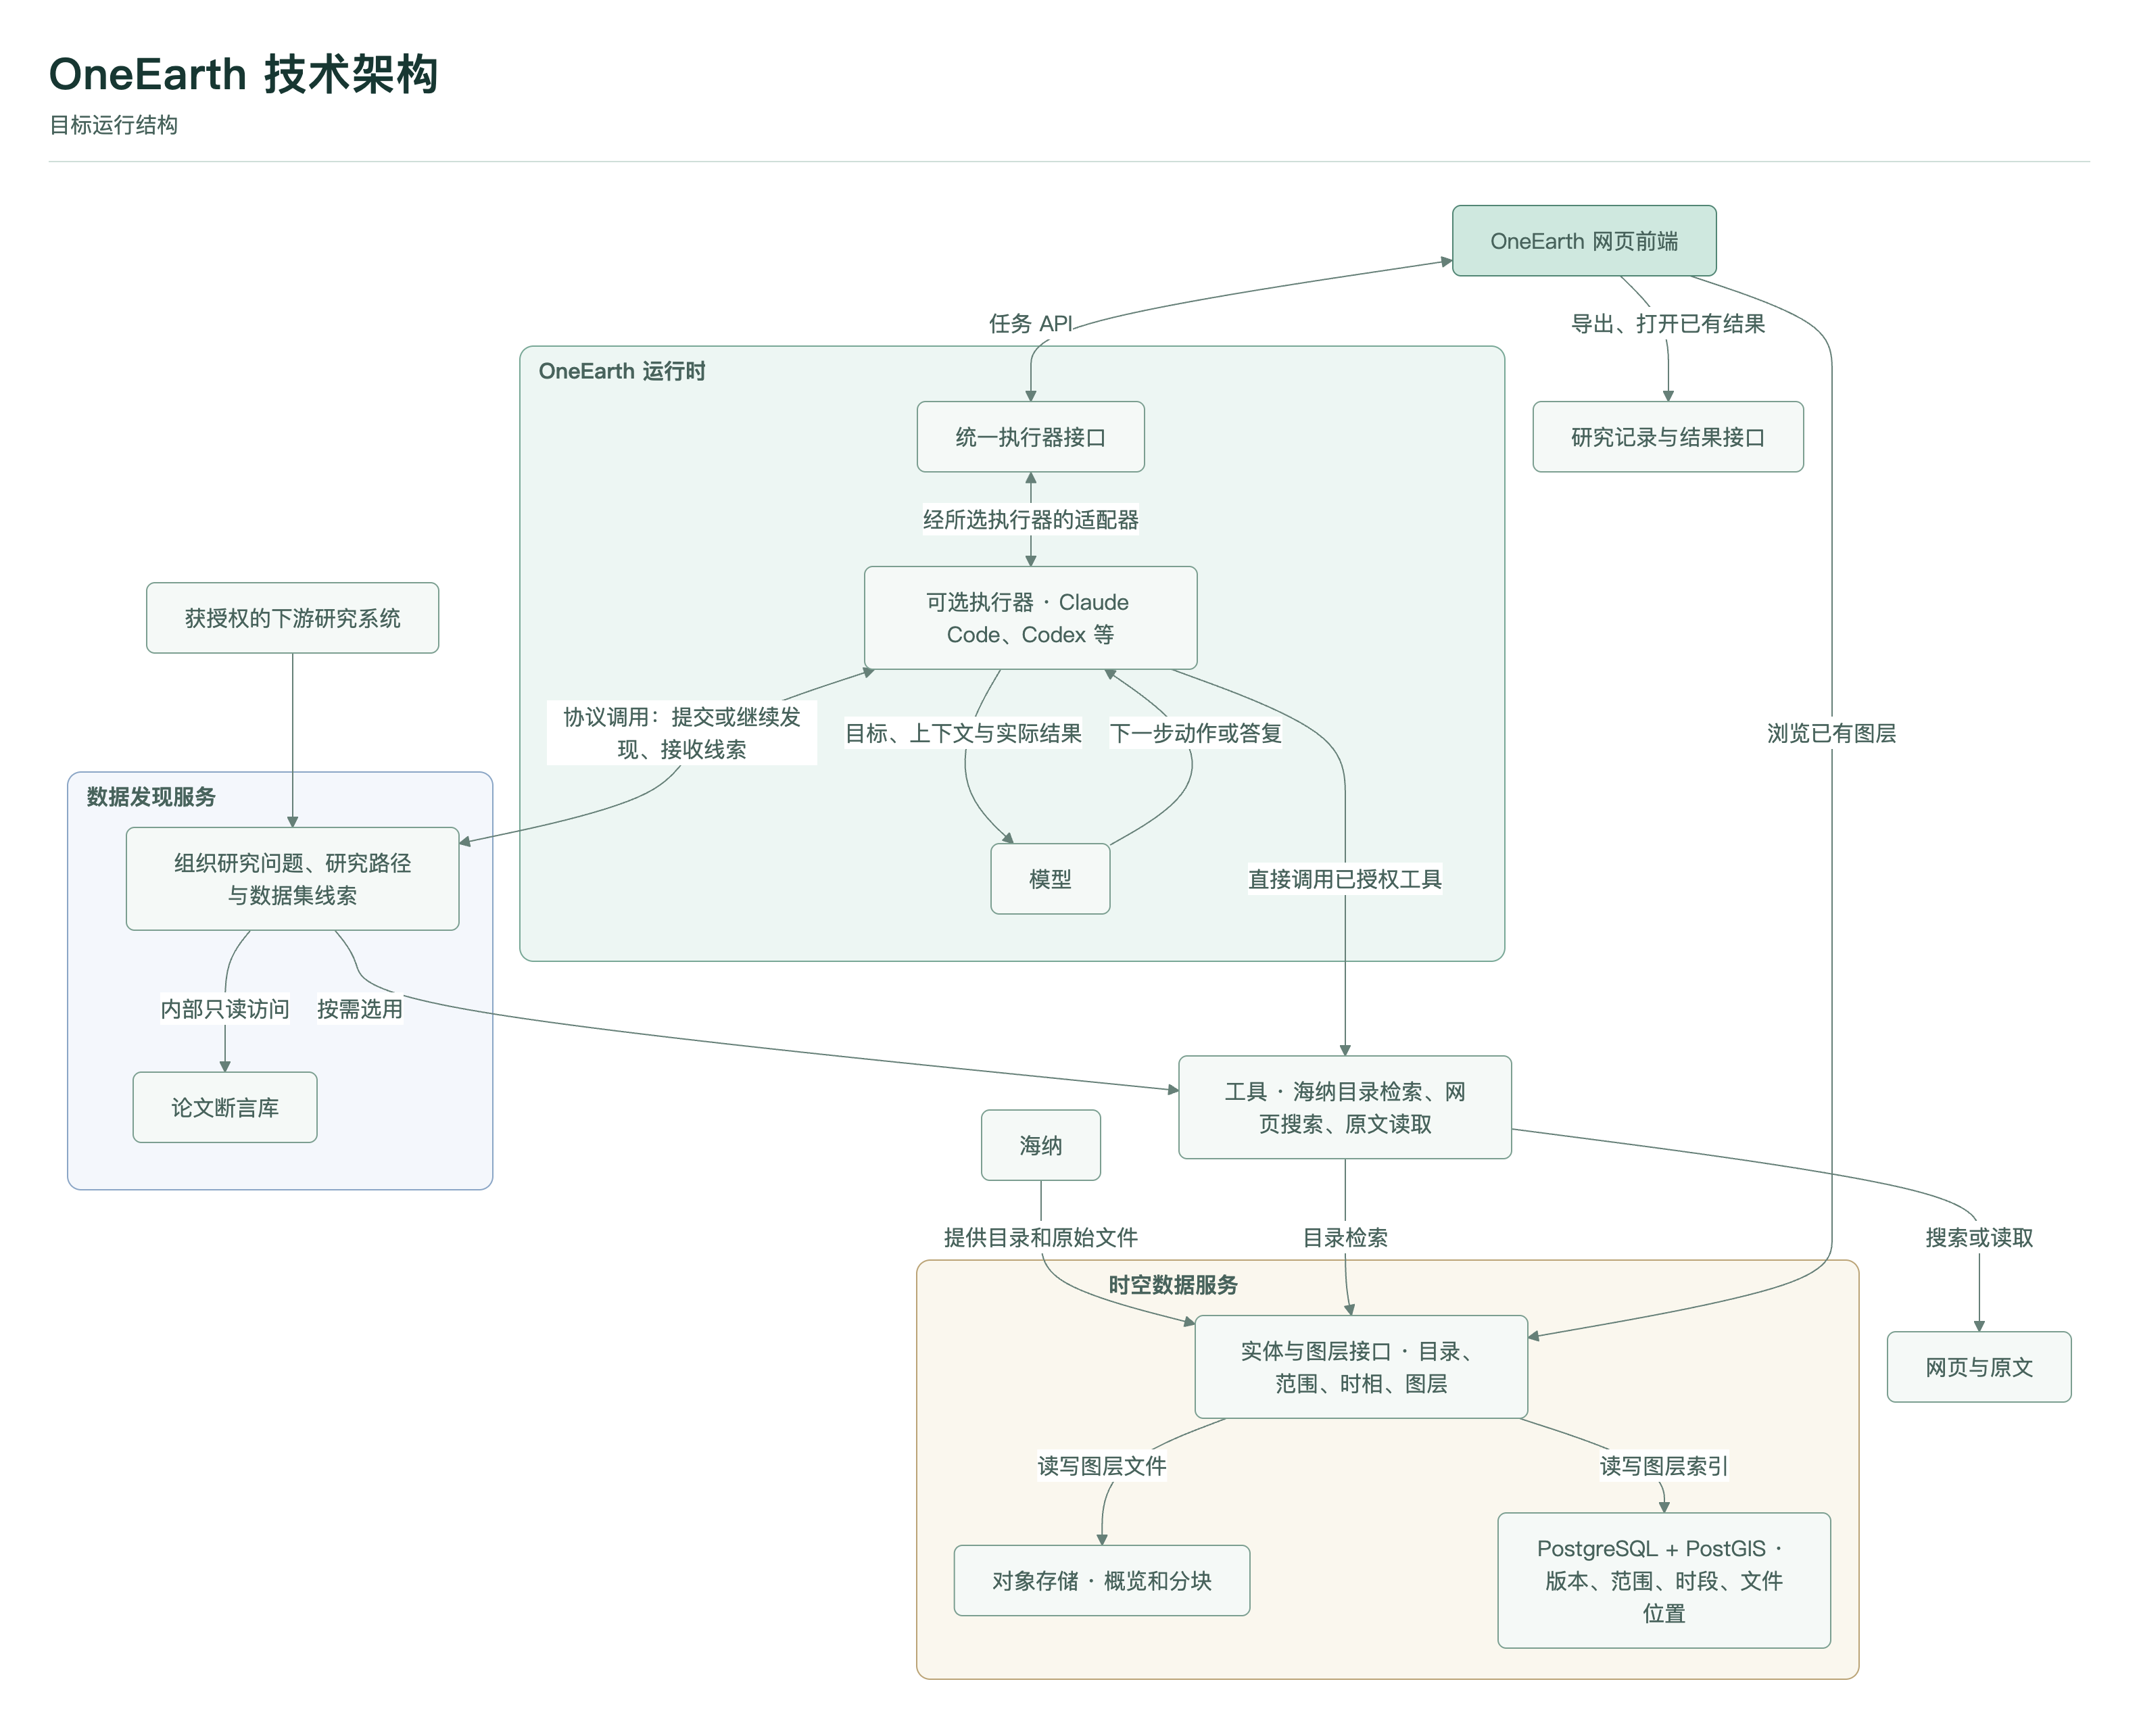 OneEarth 技术架构
目标运行结构
OneEarth 网页前端
任务 API
导出、打开已有结果
OneEarth 运行时
统一执行器接口
研究记录与结果接口
经所选执行器的适配器
可选执行器 · Claude
Code、Codex 等
获授权的下游研究系统
协议调用：提交或继续发
现、接收线索
目标、上下文与实际结果
下一步动作或答复
浏览已有图层
数据发现服务
组织研究问题、研究路径
与数据集线索
模型
直接调用已授权工具
内部只读访问
按需选用
论文断言库
工具 · 海纳目录检索、网
页搜索、原文读取
海纳
提供目录和原始文件
目录检索
搜索或读取
时空数据服务
实体与图层接口 · 目录、
范围、时相、图层
网页与原文
读写图层文件
读写图层索引
对象存储 · 概览和分块
PostgreSQL + PostGIS ·
版本、范围、时段、文件
位置